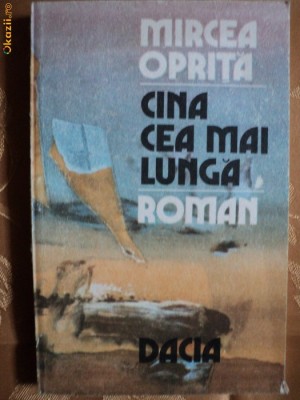 Okazii.ro
MIRCEA
OPRIȚĂ
CINA
CEA MAI
LUNGĂ
ROMAN
DACIA